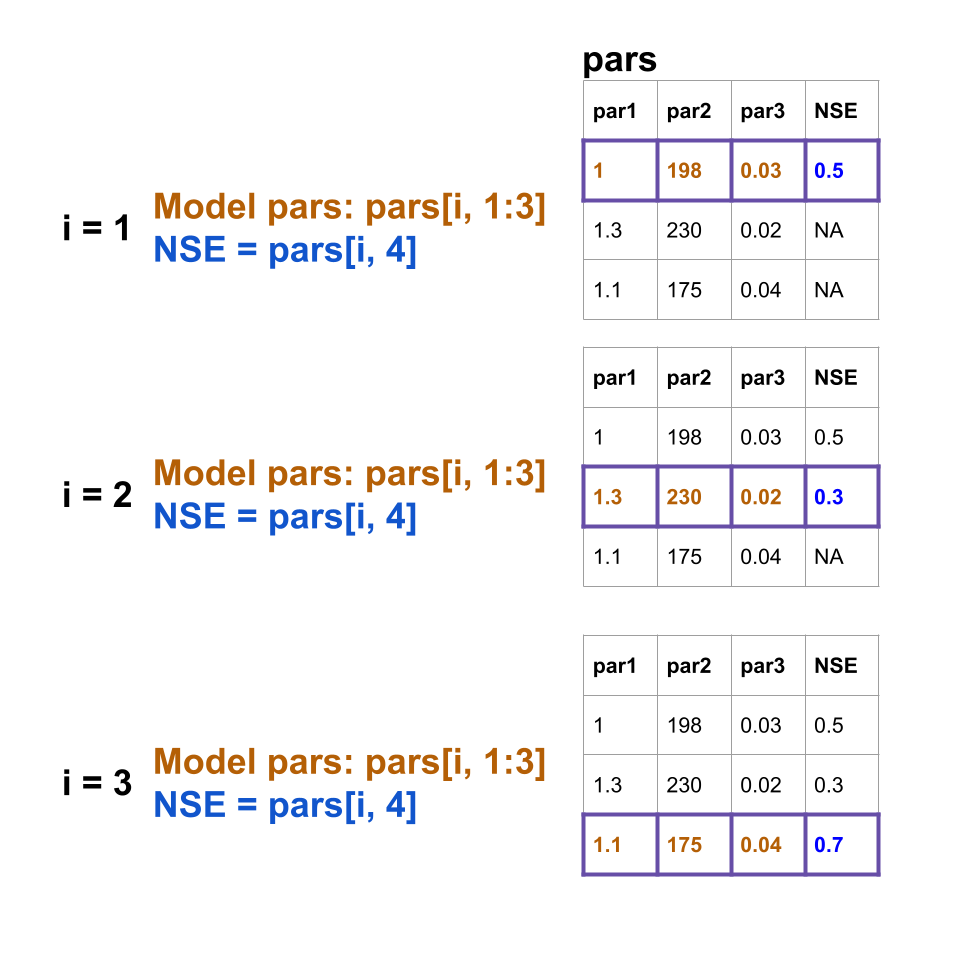 pars
par1 par2 par3 NSE
1 198 0.03 0.5
1.3 230 0.02 NA
1.1 175 0.04 NA
i = 1
Model pars: pars[i, 1:3]
NSE = pars[i, 4]
par1 par2 par3 NSE
1 198 0.03 0.5
1.3 230 0.02 0.3
1.1 175 0.04 NA
i = 2
Model pars: pars[i, 1:3]
NSE = pars[i, 4]
par1 par2 par3 NSE
1 198 0.03 0.5
1.3 230 0.02 0.3
1.1 175 0.04 0.7
i = 3
Model pars: pars[i, 1:3]
NSE = pars[i, 4]